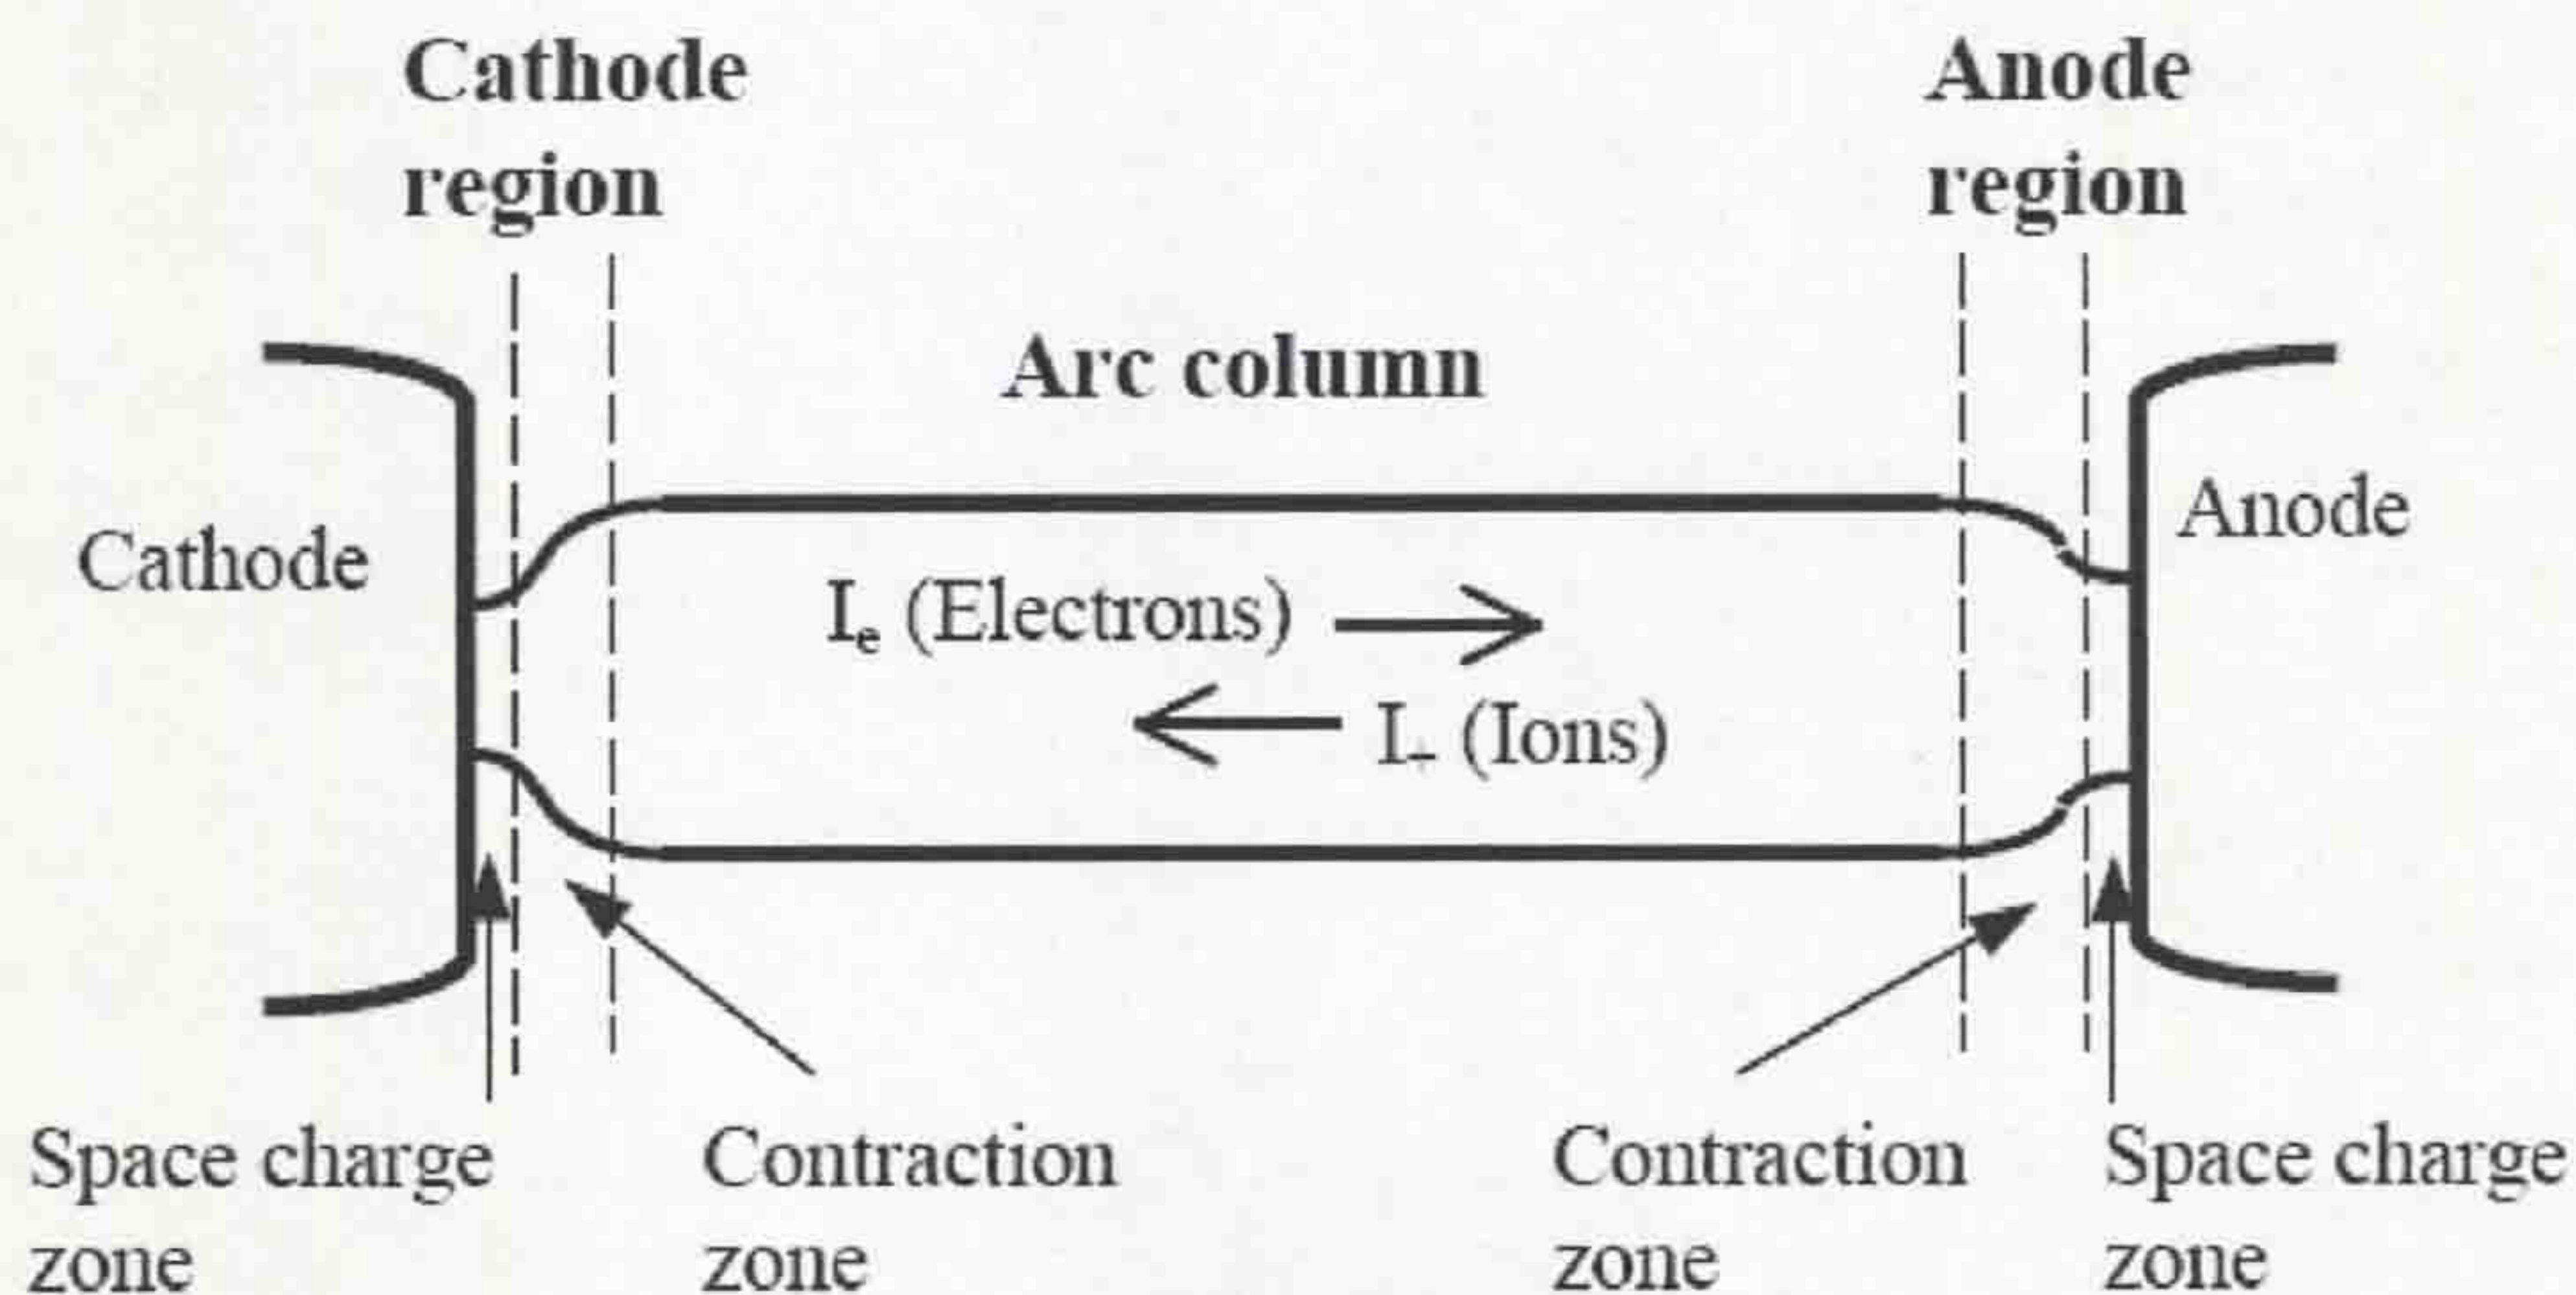 Cathode
region
Anode
region
Arc column
Cathode
Anode
Iₑ (Electrons)
I₊ (Ions)
Space charge
zone
Contraction
zone
Contraction
zone
Space charge
zone